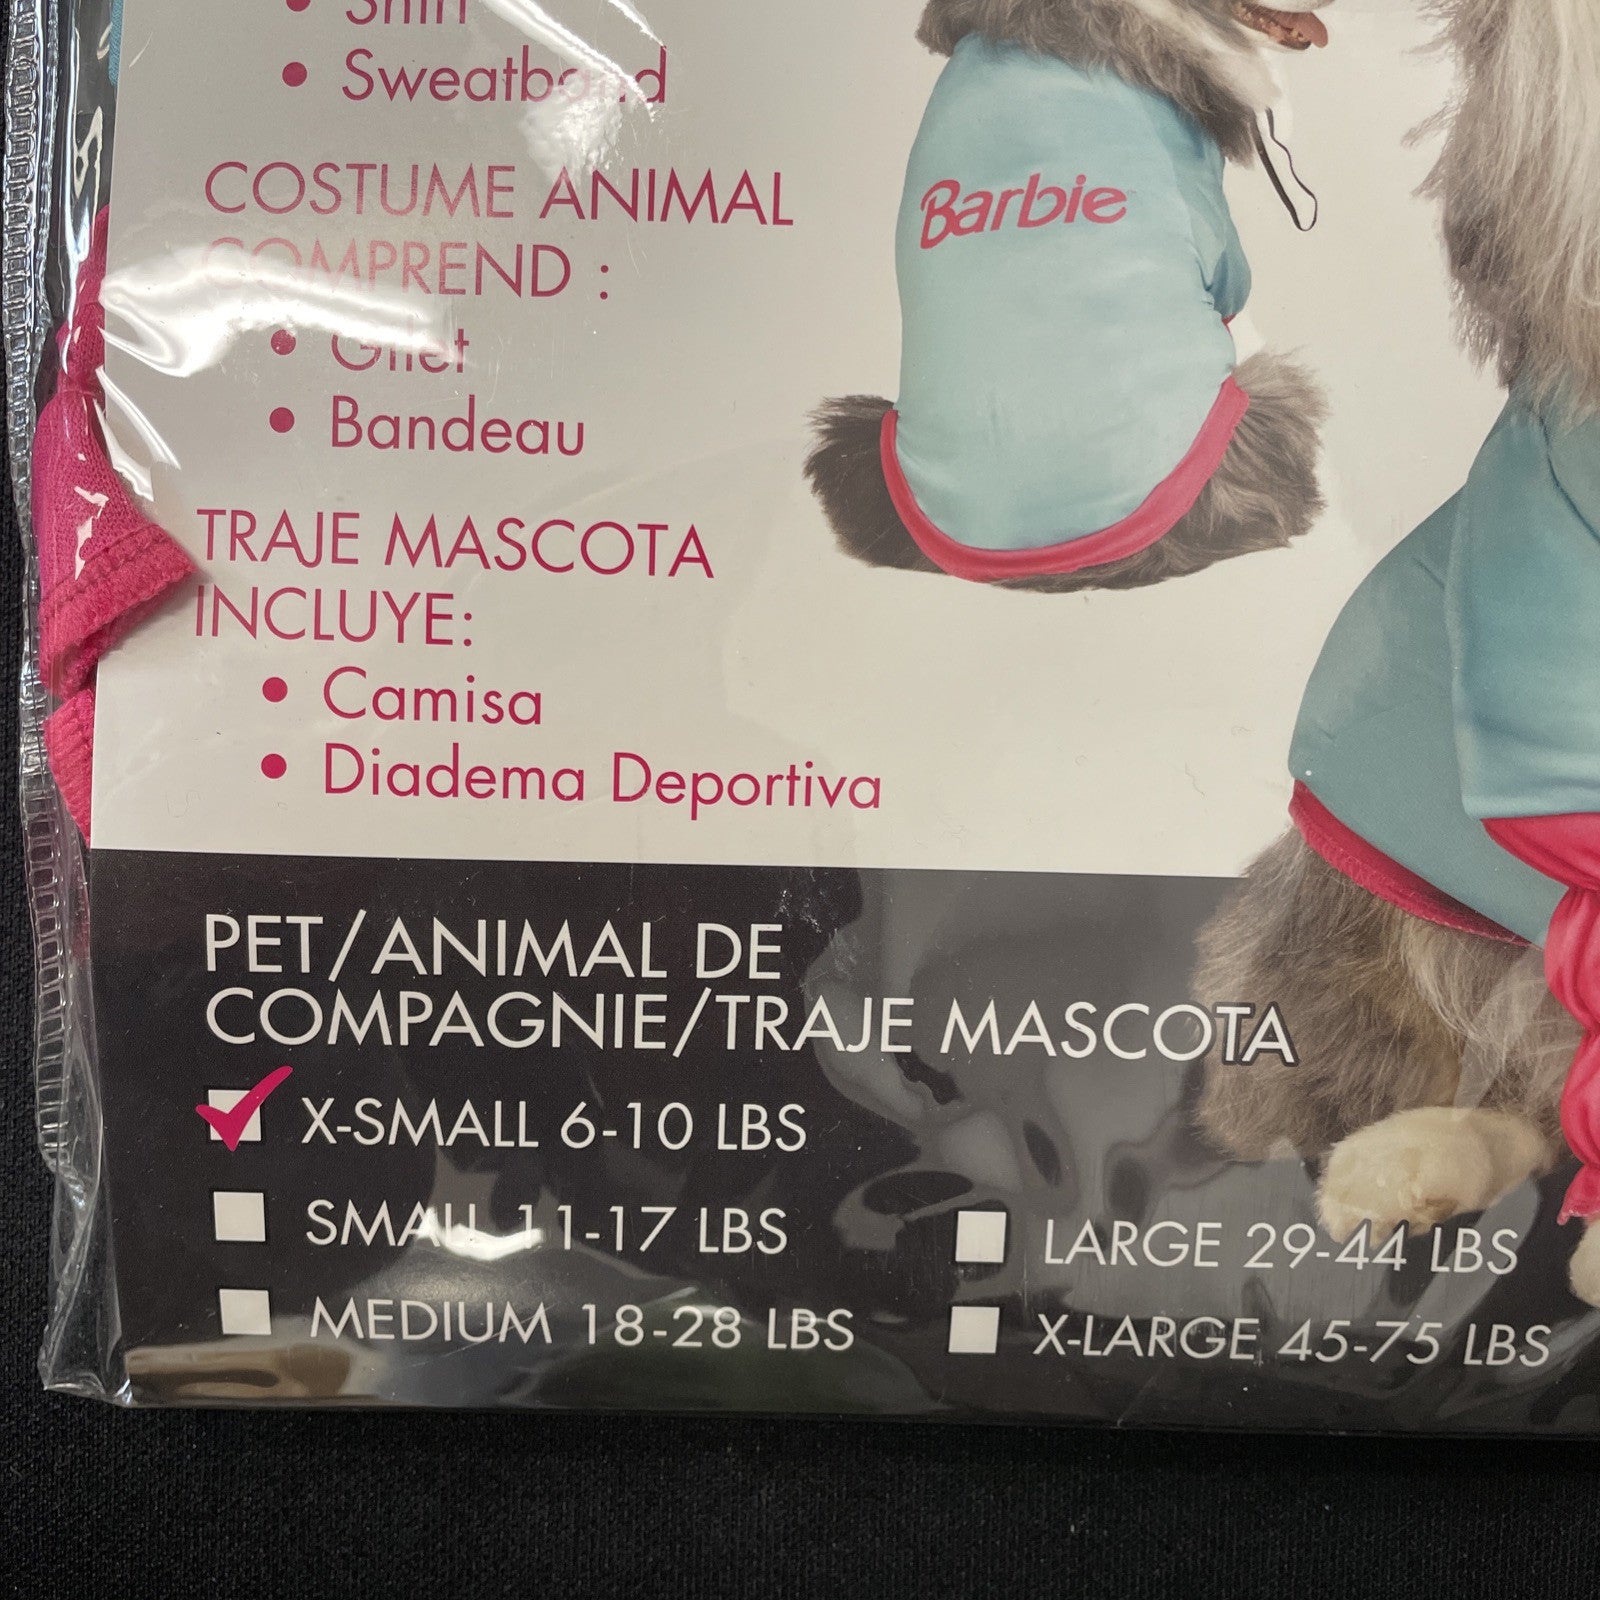 • Shirt
• Sweatband
COSTUME ANIMAL
COMPREND :
• Gilet
• Bandeau
TRAJE MASCOTA
INCLUYE:
• Camisa
• Diadema Deportiva
Barbie
PET/ANIMAL DE
COMPAGNIE/TRAJE MASCOTA
X-SMALL 6-10 LBS
SMALL 11-17 LBS
MEDIUM 18-28 LBS
LARGE 29-44 LBS
X-LARGE 45-75 LBS